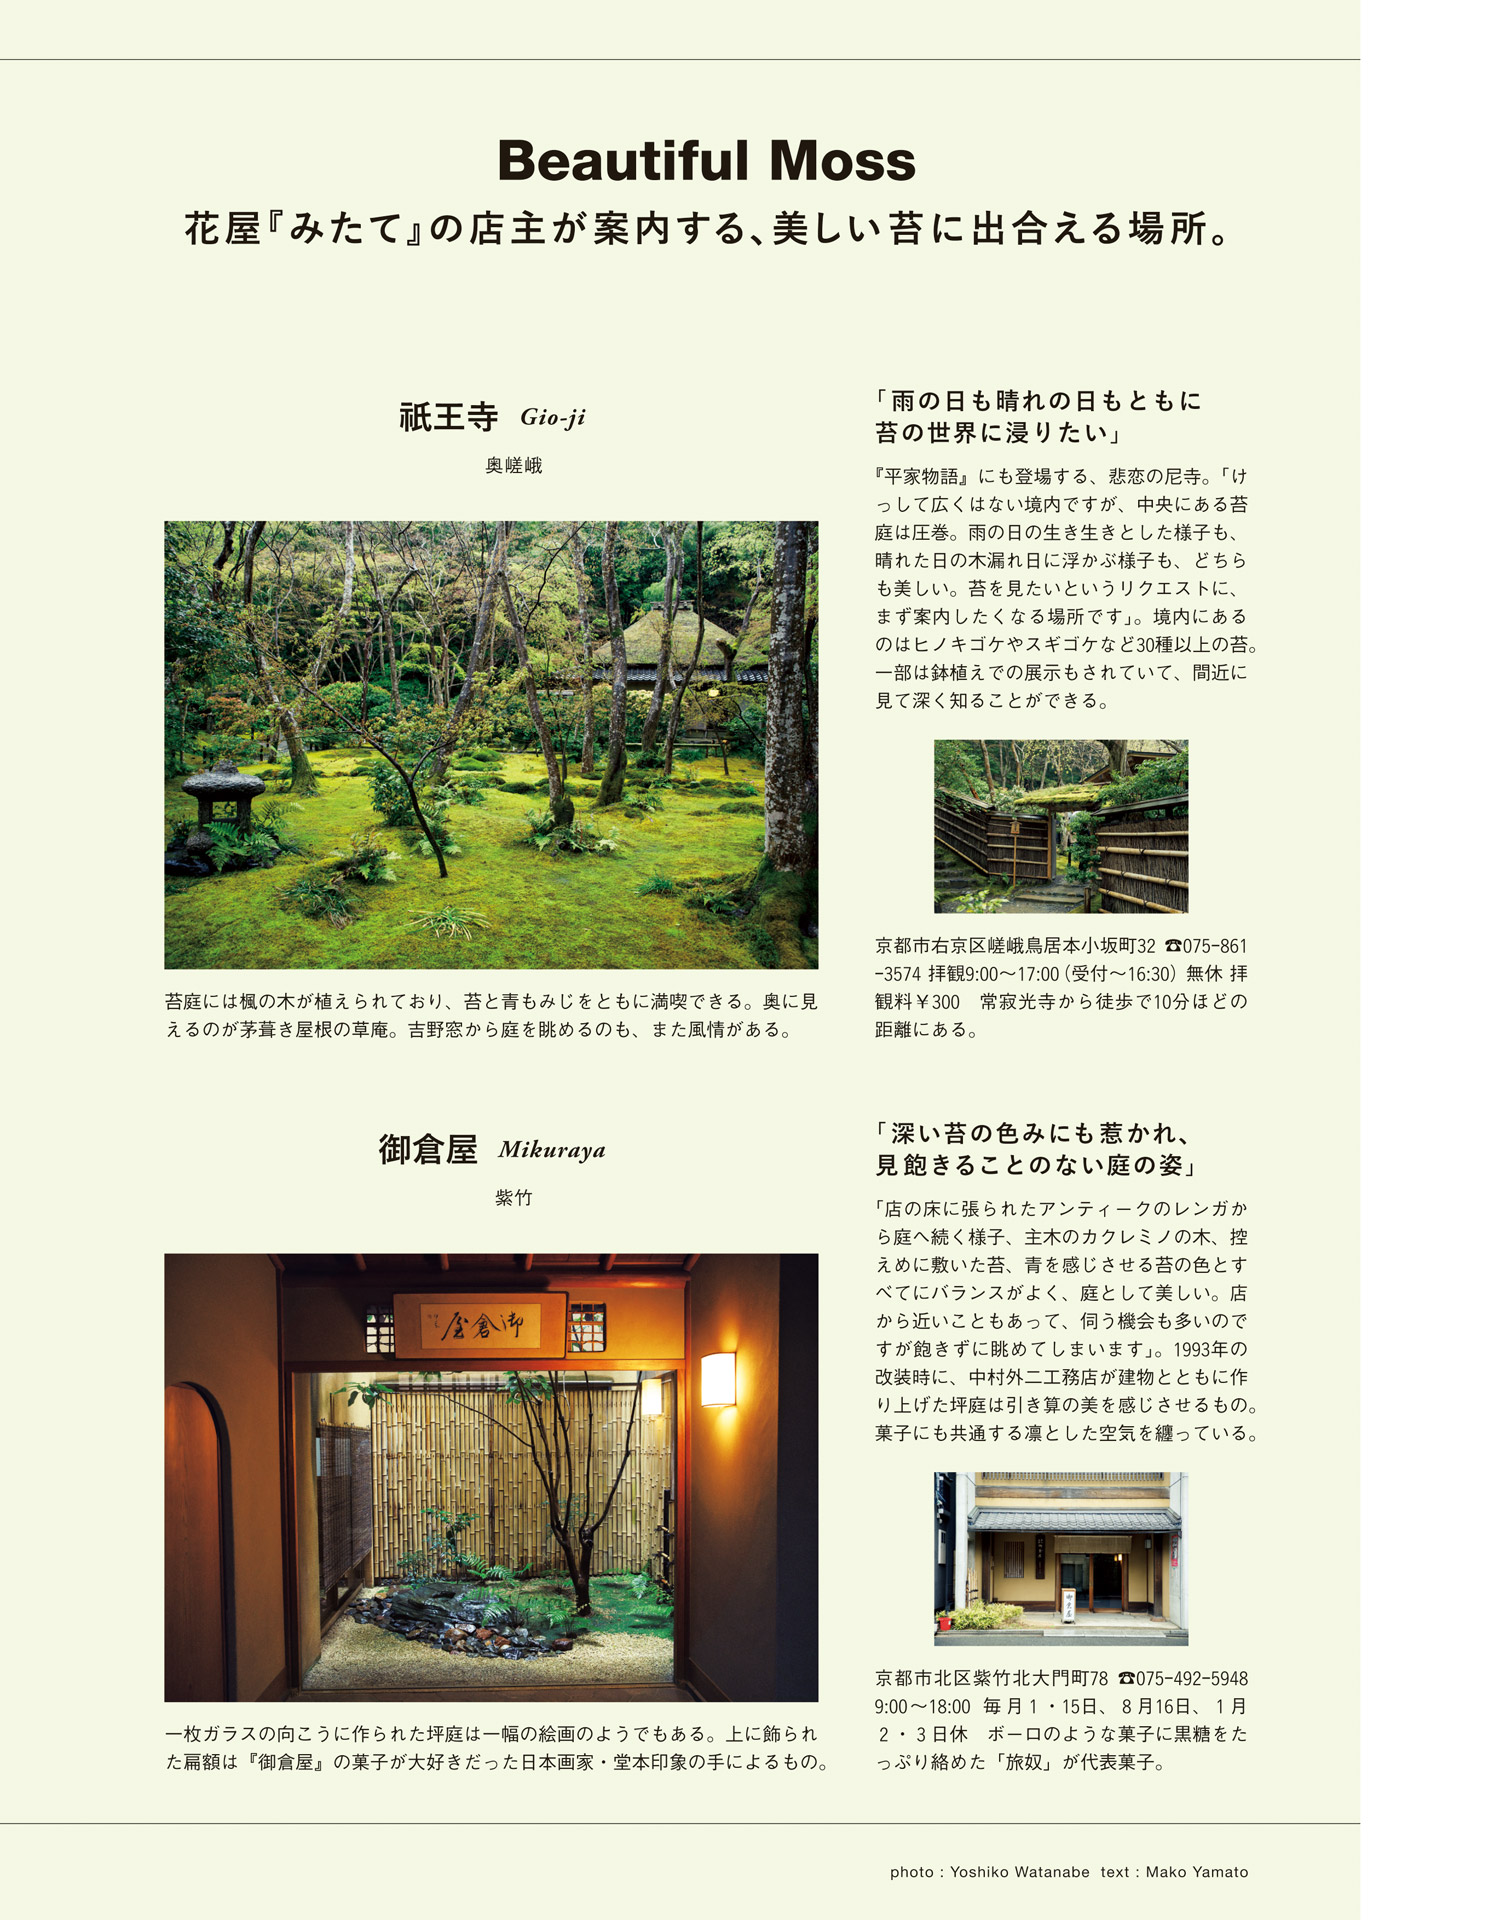 Beautiful Moss
花屋『みたて』の店主が案内する、美しい苔に出合える場所。
祇王寺 Gio-ji
奥嵯峨
苔庭には楓の木が植えられており、苔と青もみじをともに満喫できる。奥に見
えるのが茅葺き屋根の草庵。吉野窓から庭を眺めるのも、また風情がある。
「雨の日も晴れの日もともに
苔の世界に浸りたい」
『平家物語』にも登場する、悲恋の尼寺。「け
っして広くはない境内ですが、中央にある苔
庭は圧巻。雨の日の生き生きとした様子も、
晴れた日の木漏れ日に浮かぶ様子も、どちら
も美しい。苔を見たいというリクエストに、
まず案内したくなる場所です」。境内にある
のはヒノキゴケやスギゴケなど30種以上の苔。
一部は鉢植えでの展示もされていて、間近に
見て深く知ることができる。
京都市右京区嵯峨鳥居本小坂町32 ☎075-861
-3574 拝観9:00〜17:00（受付〜16:30）無休 拝
観料￥300　常寂光寺から徒歩で10分ほどの
距離にある。
御倉屋 Mikuraya
紫竹
御倉屋
一枚ガラスの向こうに作られた坪庭は一幅の絵画のようでもある。上に飾られ
た扁額は『御倉屋』の菓子が大好きだった日本画家・堂本印象の手によるもの。
「深い苔の色みにも惹かれ、
見飽きることのない庭の姿」
「店の床に張られたアンティークのレンガか
ら庭へ続く様子、主木のカクレミノの木、控
えめに敷いた苔、青を感じさせる苔の色とす
べてにバランスがよく、庭として美しい。店
から近いこともあって、伺う機会も多いので
すが飽きずに眺めてしまいます」。1993年の
改装時に、中村外二工務店が建物とともに作
り上げた坪庭は引き算の美を感じさせるもの。
菓子にも共通する凛とした空気を纏っている。
御倉屋
京都市北区紫竹北大門町78 ☎075-492-5948
9:00〜18:00 毎月１・15日、８月16日、１月
２・３日休　ボーロのような菓子に黒糖をた
っぷり絡めた「旅奴」が代表菓子。
photo : Yoshiko Watanabe text : Mako Yamato